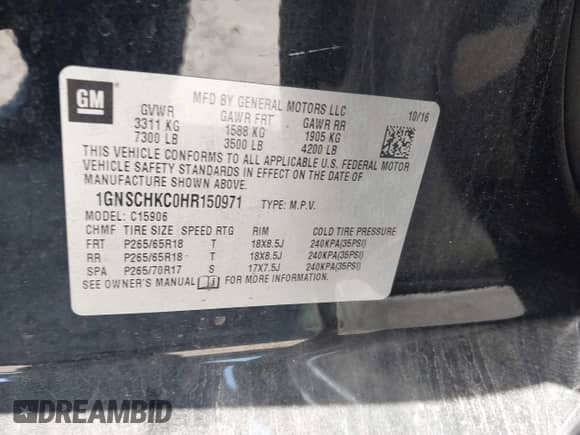 GM
MFD BY GENERAL MOTORS LLC
10/16
GVWR GAWR FRT GAWR RR
3311 KG 1588 KG 1905 KG
7300 LB 3500 LB 4200 LB
THIS VEHICLE CONFORMS TO ALL APPLICABLE U.S. FEDERAL MOTOR
VEHICLE SAFETY STANDARDS IN EFFECT ON THE DATE OF
MANUFACTURE SHOWN ABOVE.
1GNSCHKC0HR150971 TYPE: M.P.V.
MODEL: C15906
CHMF TIRE SIZE SPEED RTG RIM COLD TIRE PRESSURE
FRT P265/65R18 T 18X8.5J 240KPA(35PSI)
RR P265/65R18 T 18X8.5J 240KPA(35PSI)
SPA P265/70R17 S 17X7.5J 240KPA(35PSI)
SEE OWNER'S MANUAL FOR MORE INFORMATION.
DREAMBID